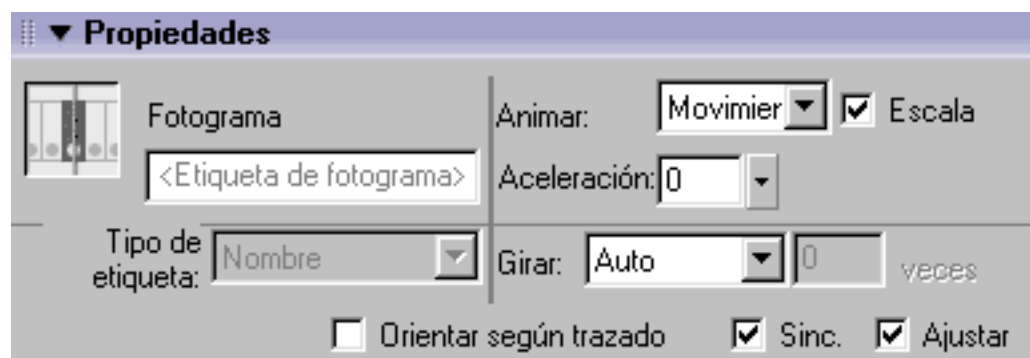 Propiedades
Fotograma
<Etiqueta de fotograma>
Tipo de
etiqueta:
Nombre
Animar:
Movimier
Escala
Aceleración:
0
Girar:
Auto
0
veces
Orientar según trazado
Sinc.
Ajustar